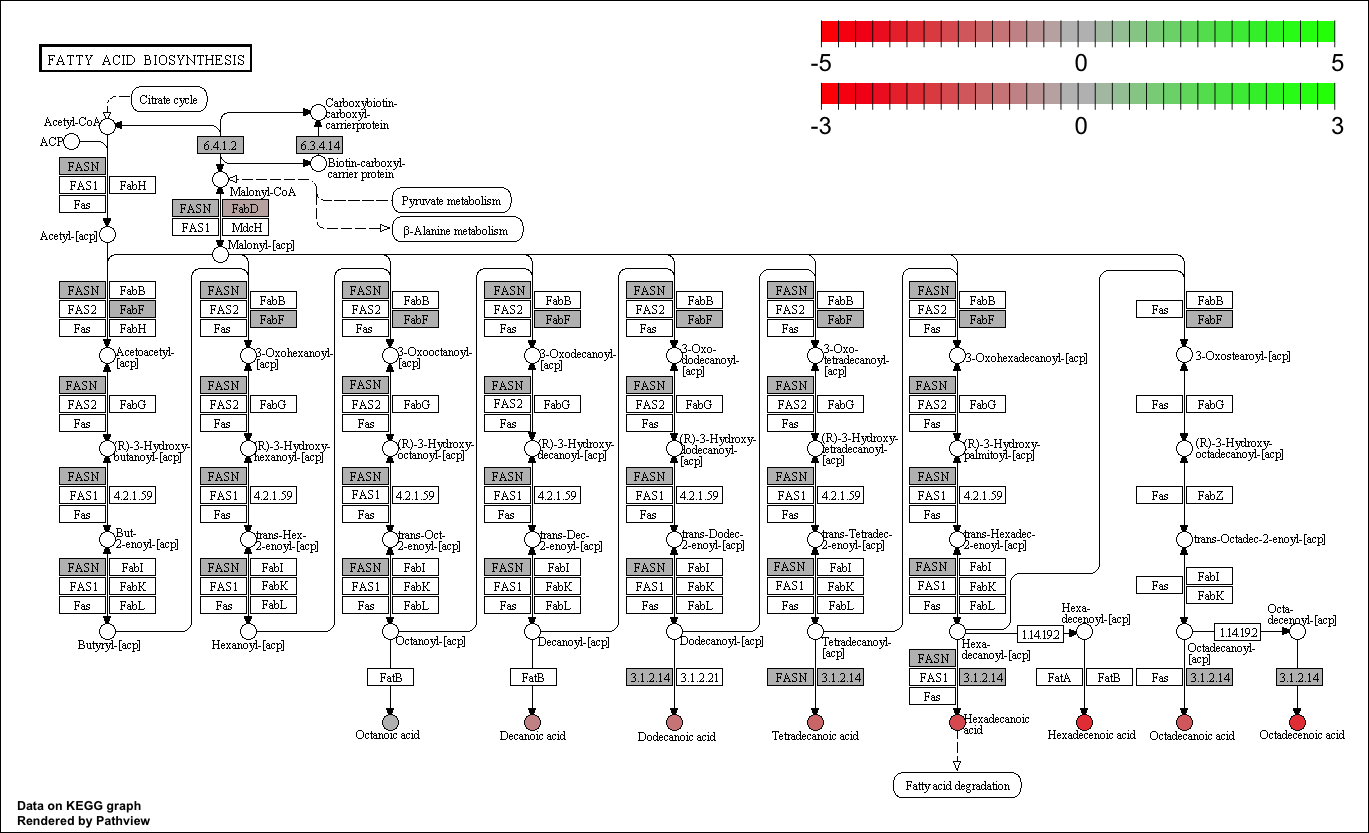 FATTY ACID BIOSYNTHESIS
-5 0 5
-3 0 3
Citrate cycle
Acetyl-CoA
ACP
Carboxybiotin-
carboxyl-
carrierprotein
6.4.1.2
6.3.4.14
Biotin-carboxyl-
carrier protein
FASN
FAS1 FabH
Fas
Malonyl-CoA
Pyruvate metabolism
FASN FabD
FAS1 MdcH
β-Alanine metabolism
Acetyl-[acp]
Malonyl-[acp]
FASN FabB FASN FASN FASN FASN FASN FASN
FabB FabB FabB FabB FabB FabB FabB
FAS2 FabF FAS2 FAS2 FAS2 FAS2 FAS2 FAS2 Fas
FabF FabF FabF FabF FabF FabF FabF
Fas FabH Fas Fas Fas Fas Fas Fas
Acetoacetyl-
[acp]
3-Oxohexanoyl-
[acp]
3-Oxooctanoyl-
[acp]
3-Oxodecanoyl-
[acp]
3-Oxo-
dodecanoyl-
[acp]
3-Oxo-
tetradecanoyl-
[acp]
3-Oxohexadecanoyl-[acp]
3-Oxostearoyl-[acp]
FASN FASN FASN FASN FASN FASN FASN
FAS2 FabG FAS2 FabG FAS2 FabG FAS2 FabG FAS2 FabG FAS2 FabG FAS2 FabG Fas FabG
Fas Fas Fas Fas Fas Fas Fas
(R)-3-Hydroxy-
butanoyl-[acp]
(R)-3-Hydroxy-
hexanoyl-[acp]
(R)-3-Hydroxy-
octanoyl-[acp]
(R)-3-Hydroxy-
decanoyl-[acp]
(R)-3-Hydroxy-
dodecanoyl-
[acp]
(R)-3-Hydroxy-
tetradecanoyl-
[acp]
(R)-3-Hydroxy-
palmitoyl-[acp]
(R)-3-Hydroxy-
octadecanoyl-[acp]
FASN FASN FASN FASN FASN FASN FASN
FAS1 4.2.1.59 FAS1 4.2.1.59 FAS1 4.2.1.59 FAS1 4.2.1.59 FAS1 4.2.1.59 FAS1 4.2.1.59 FAS1 4.2.1.59 Fas FabZ
Fas Fas Fas Fas Fas Fas Fas
But-
2-enoyl-[acp]
trans-Hex-
2-enoyl-[acp]
trans-Oct-
2-enoyl-[acp]
trans-Dec-
2-enoyl-[acp]
trans-Dodec-
2-enoyl-[acp]
trans-Tetradec-
2-enoyl-[acp]
trans-Hexadec-
2-enoyl-[acp]
trans-Octadec-2-enoyl-[acp]
FASN FabI FASN FabI FASN FabI FASN FabI FASN FabI FASN FabI FASN FabI FabI
FAS1 FabK FAS1 FabK FAS1 FabK FAS1 FabK FAS1 FabK FAS1 FabK FAS1 FabK Fas FabK
Fas FabL Fas FabL Fas FabL Fas FabL Fas FabL Fas FabL Fas FabL
Butyryl-[acp]
Hexanoyl-[acp]
Octanoyl-[acp]
Decanoyl-[acp]
Dodecanoyl-[acp]
Tetradecanoyl-
[acp]
Hexa-
decanoyl-[acp]
1.14.19.2
Hexa-
decenoyl-[acp]
Octadecanoyl-
[acp]
1.14.19.2
Octa-
decenoyl-[acp]
FASN
FatB FatB 3.1.2.14 3.1.2.21 FASN 3.1.2.14 FAS1 3.1.2.14 FatA FatB Fas 3.1.2.14 3.1.2.14
Fas
Octanoic acid
Decanoic acid
Dodecanoic acid
Tetradecanoic acid
Hexadecanoic
acid
Hexadecenoic acid
Octadecanoic acid
Octadecenoic acid
Fatty acid degradation
Data on KEGG graph
Rendered by Pathview